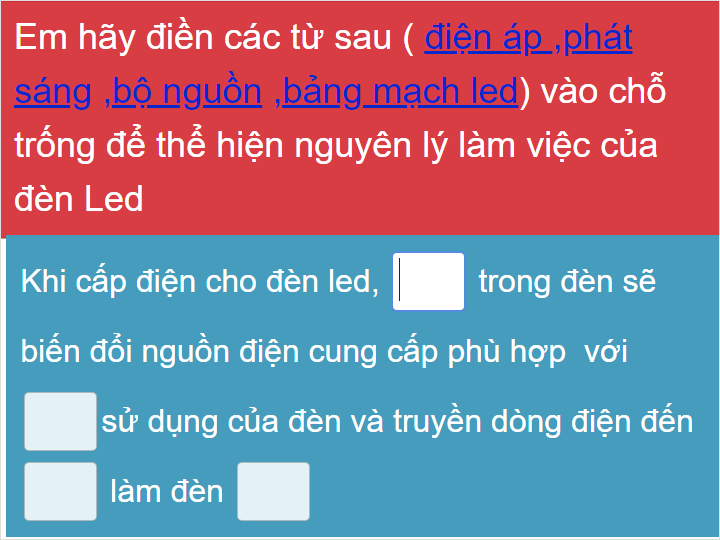 Em hãy điền các từ sau ( điện áp ,phát
sáng ,bộ nguồn ,bảng mạch led) vào chỗ
trống để thể hiện nguyên lý làm việc của
đèn Led
Khi cấp điện cho đèn led, trong đèn sẽ
biến đổi nguồn điện cung cấp phù hợp với
sử dụng của đèn và truyền dòng điện đến
làm đèn